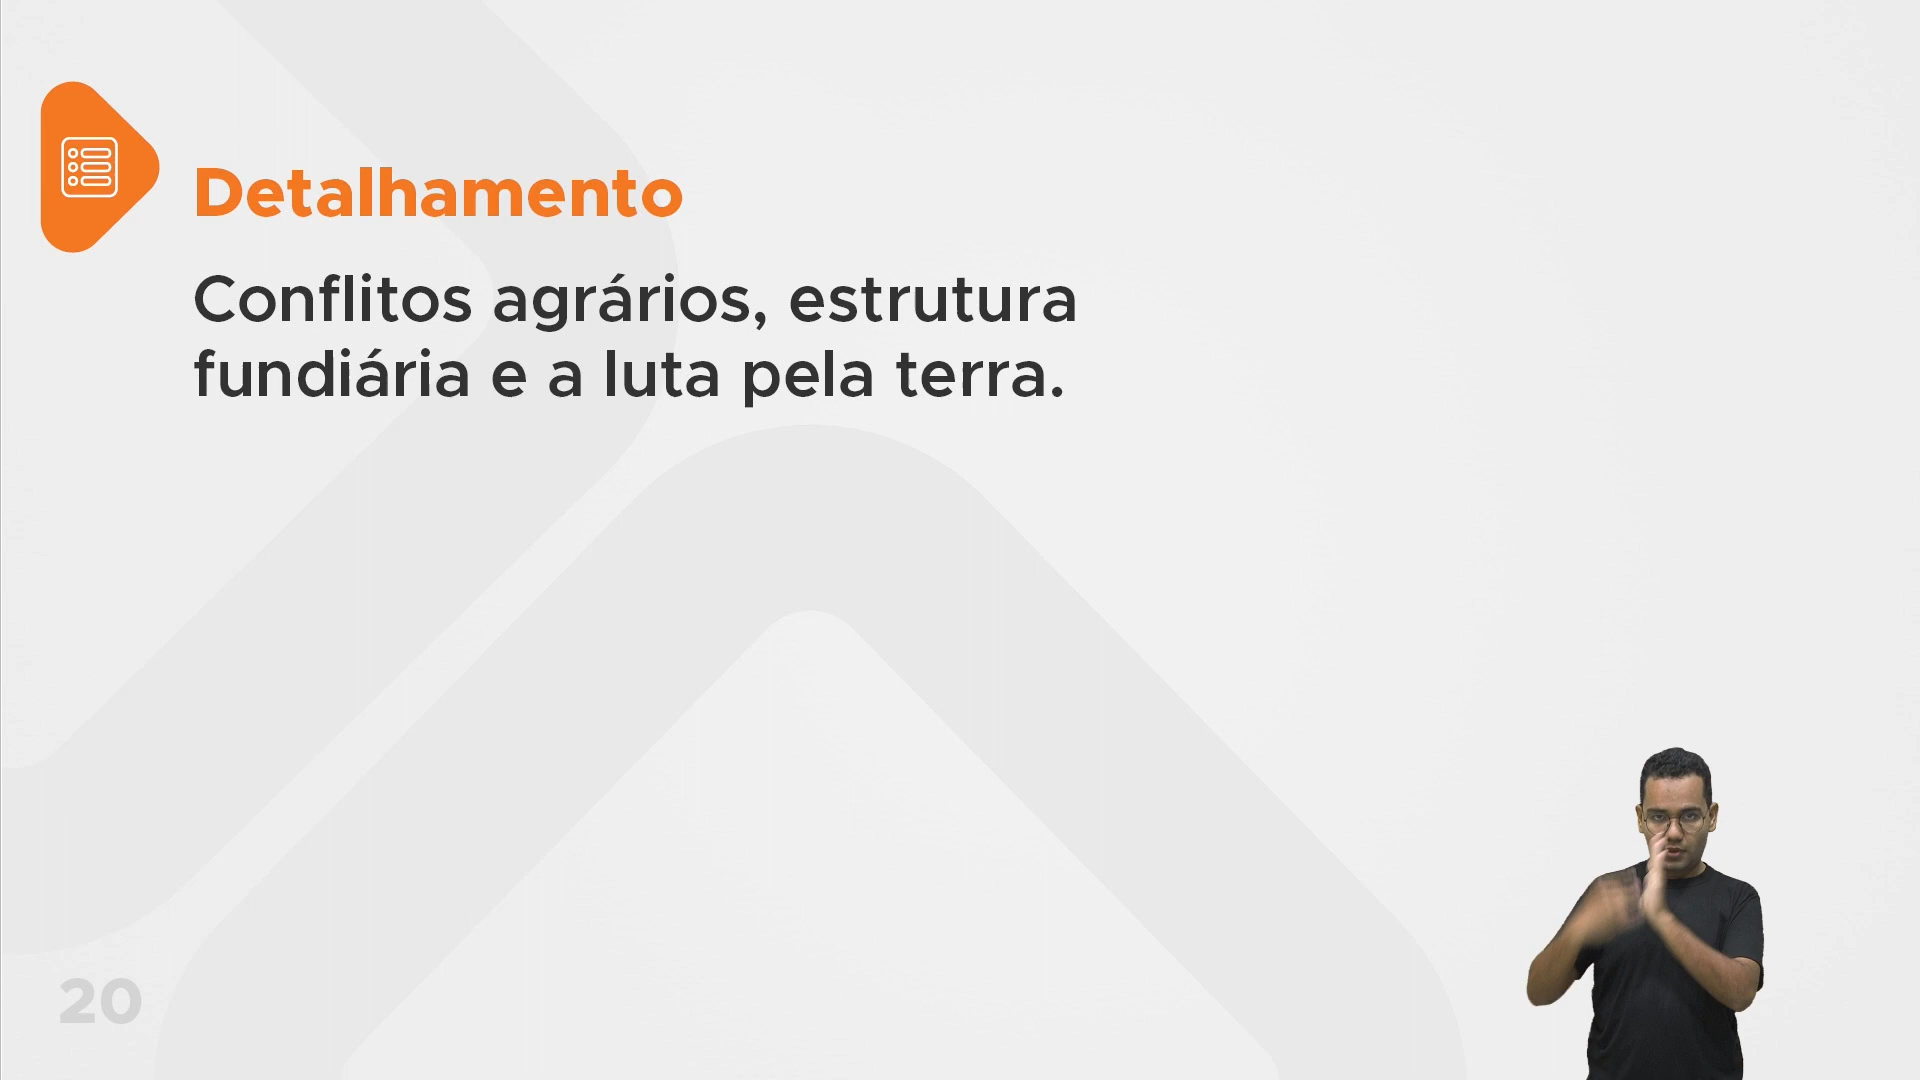 Detalhamento
Conflitos agrários, estrutura
fundiária e a luta pela terra.
20